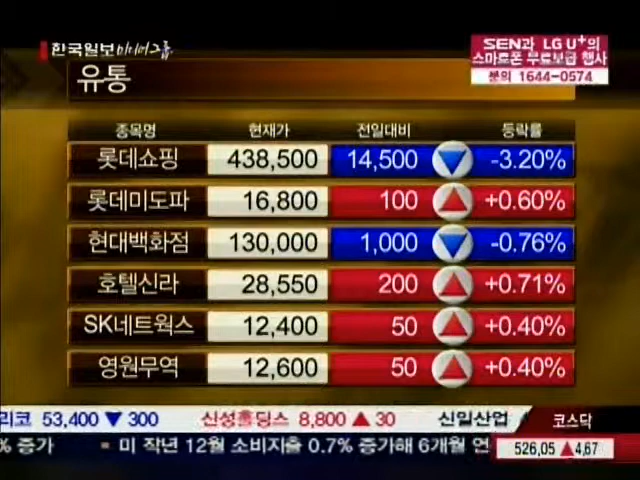 한국일보 미디어그룹
SEN과 LG U+의
스마트폰 무료보급 행사
문의 1644-0574
유통
종목명 현재가 전일대비 등락률
롯데쇼핑 438,500 14,500 ▼ -3.20%
롯데미도파 16,800 100 ▲ +0.60%
현대백화점 130,000 1,000 ▼ -0.76%
호텔신라 28,550 200 ▲ +0.71%
SK네트웍스 12,400 50 ▲ +0.40%
영원무역 12,600 50 ▲ +0.40%
리코 53,400 ▼ 300 신성홀딩스 8,800 ▲ 30 신일산업 코스닥
% 증가 ▪ 미 작년 12월 소비지출 0.7% 증가해 6개월 연 526,05 ▲4,67